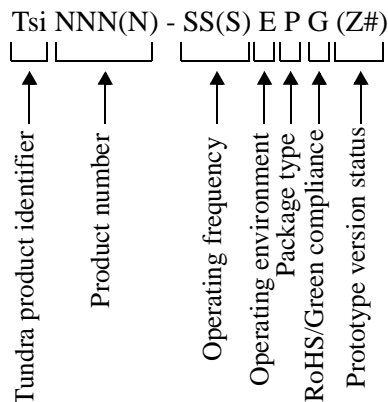 Tsi NNN(N) - SS(S) E P G (Z#)
Tundra product identifier
Product number
Operating frequency
Operating environment
Package type
RoHS/Green compliance
Prototype version status